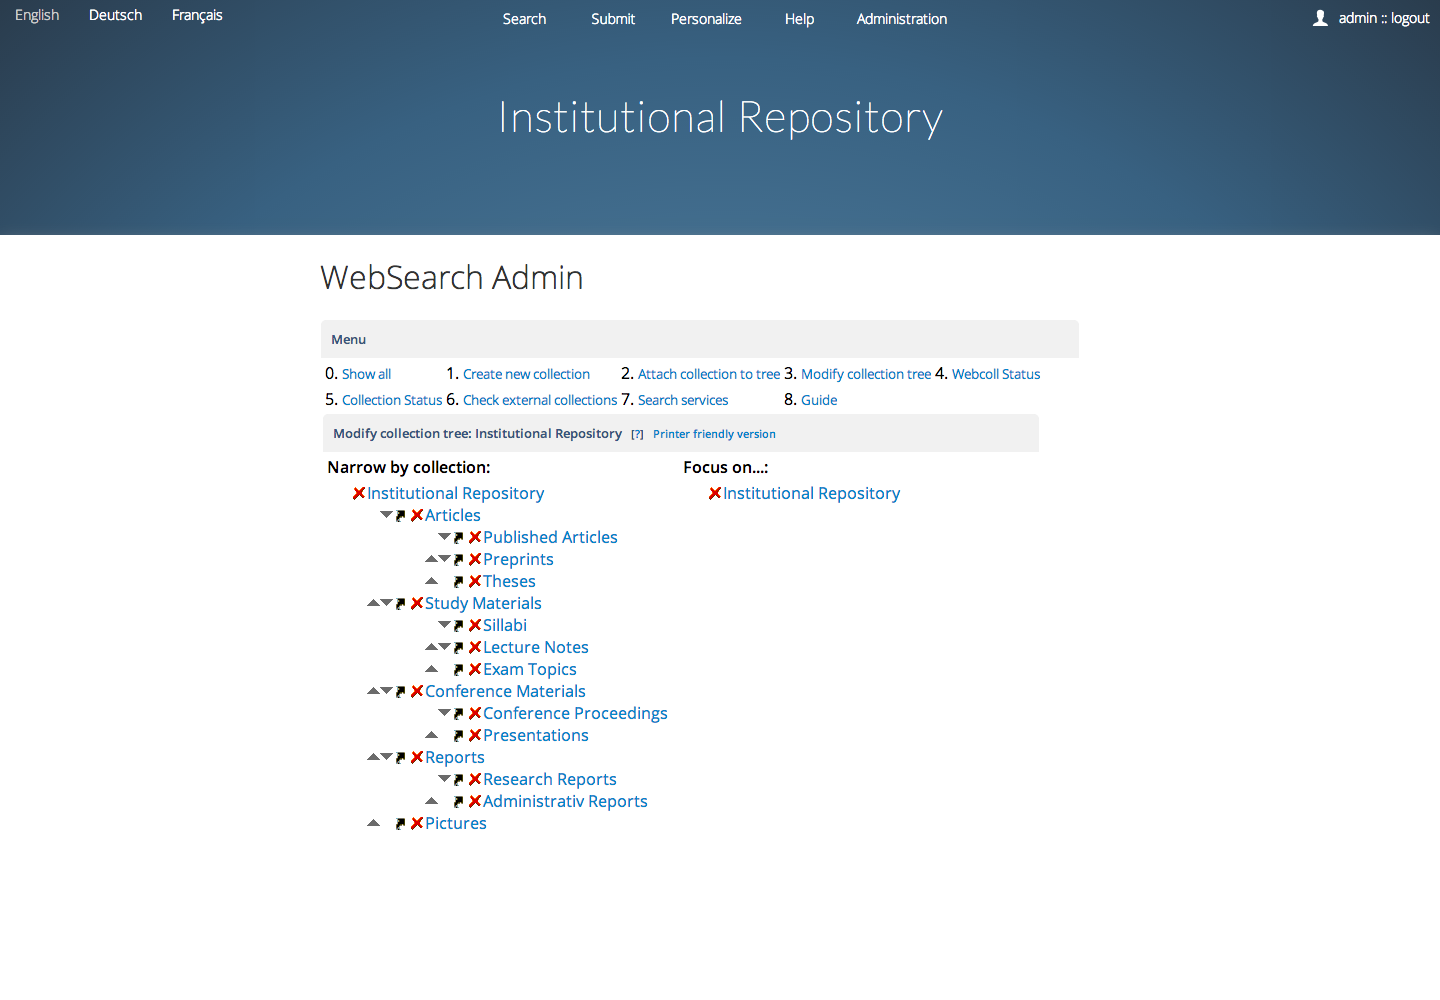 English Deutsch Français Search Submit Personalize Help Administration admin :: logout
Institutional Repository
WebSearch Admin
Menu
0. Show all 1. Create new collection 2. Attach collection to tree 3. Modify collection tree 4. Webcoll Status
5. Collection Status 6. Check external collections 7. Search services 8. Guide
Modify collection tree: Institutional Repository [?] Printer friendly version
Narrow by collection: Focus on...:
Institutional Repository Institutional Repository
Articles
Published Articles
Preprints
Theses
Study Materials
Sillabi
Lecture Notes
Exam Topics
Conference Materials
Conference Proceedings
Presentations
Reports
Research Reports
Administrativ Reports
Pictures